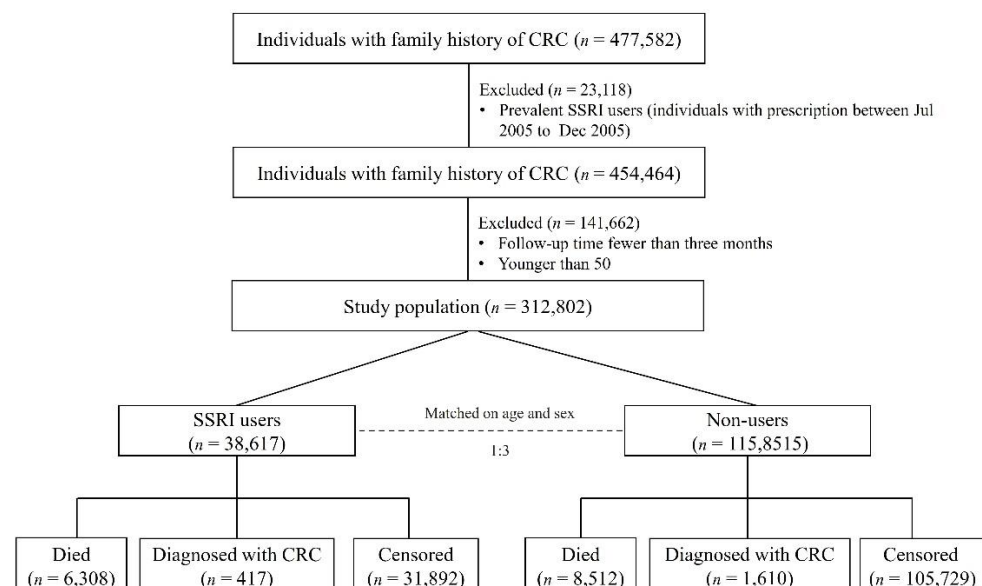 Individuals with family history of CRC (n = 477,582)
Excluded (n = 23,118)
• Prevalent SSRI users (individuals with prescription between Jul
2005 to Dec 2005)
Individuals with family history of CRC (n = 454,464)
Excluded (n = 141,662)
• Follow-up time fewer than three months
• Younger than 50
Study population (n = 312,802)
SSRI users
(n = 38,617)
Matched on age and sex
1:3
Non-users
(n = 115,8515)
Died
(n = 6,308)
Diagnosed with CRC
(n = 417)
Censored
(n = 31,892)
Died
(n = 8,512)
Diagnosed with CRC
(n = 1,610)
Censored
(n = 105,729)